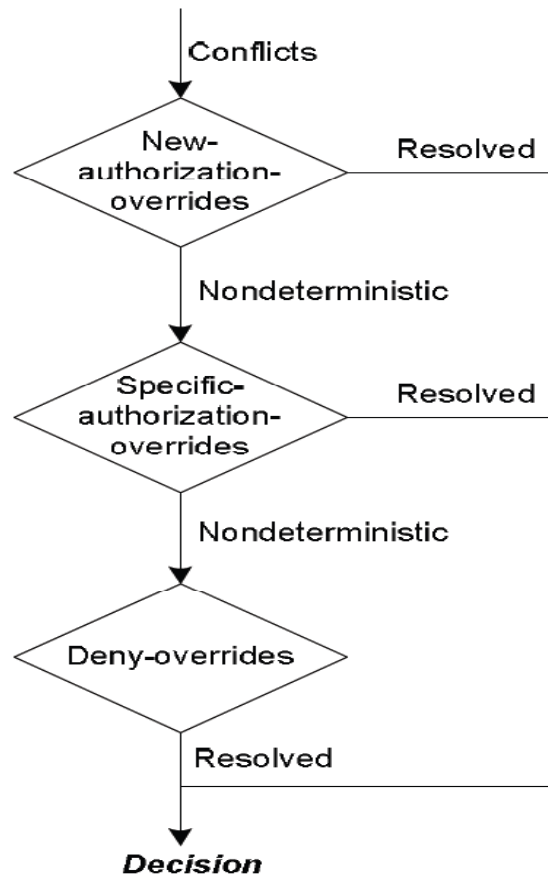 Conflicts
New-
authorization-
overrides
Resolved
Nondeterministic
Specific-
authorization-
overrides
Resolved
Nondeterministic
Deny-overrides
Resolved
Decision